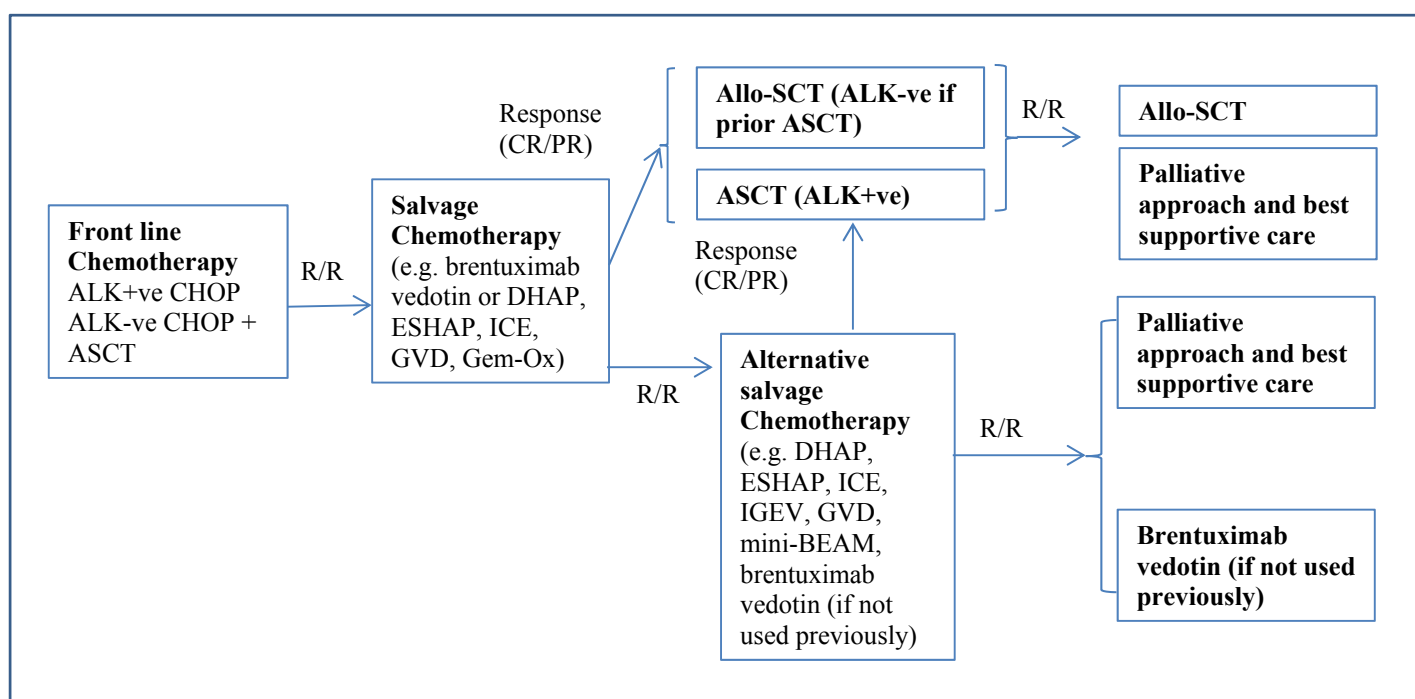 Front line
Chemotherapy
ALK+ve CHOP
ALK-ve CHOP +
ASCT
R/R
Salvage
Chemotherapy
(e.g. brentuximab
vedotin or DHAP,
ESHAP, ICE,
GVD, Gem-Ox)
Response
(CR/PR)
Allo-SCT (ALK-ve if
prior ASCT)
ASCT (ALK+ve)
R/R
Allo-SCT
Palliative
approach and best
supportive care
R/R
Response
(CR/PR)
Alternative
salvage
Chemotherapy
(e.g. DHAP,
ESHAP, ICE,
IGEV, GVD,
mini-BEAM,
brentuximab
vedotin (if not
used previously)
R/R
Palliative
approach and best
supportive care
Brentuximab
vedotin (if not used
previously)